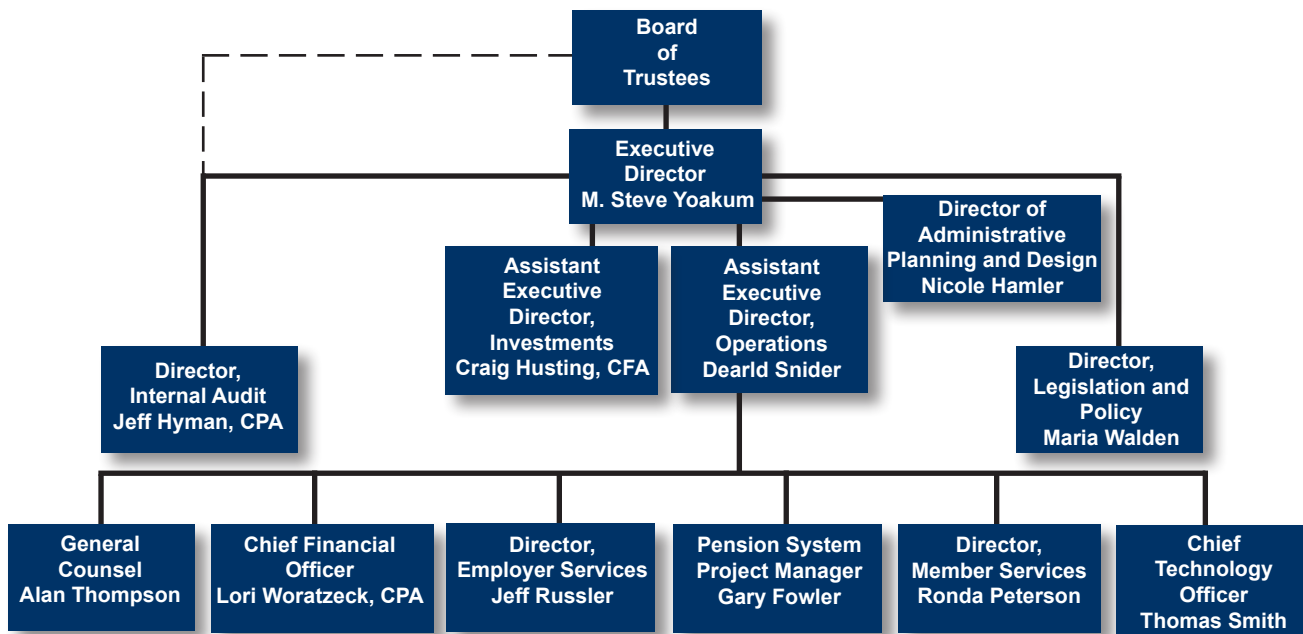 Board
of
Trustees
Executive
Director
M. Steve Yoakum
Director of
Administrative
Planning and Design
Nicole Hamler
Assistant
Executive
Director,
Investments
Craig Husting, CFA
Assistant
Executive
Director,
Operations
Dearld Snider
Director,
Internal Audit
Jeff Hyman, CPA
Director,
Legislation and
Policy
Maria Walden
General
Counsel
Alan Thompson
Chief Financial
Officer
Lori Woratzeck, CPA
Director,
Employer Services
Jeff Russler
Pension System
Project Manager
Gary Fowler
Director,
Member Services
Ronda Peterson
Chief
Technology
Officer
Thomas Smith